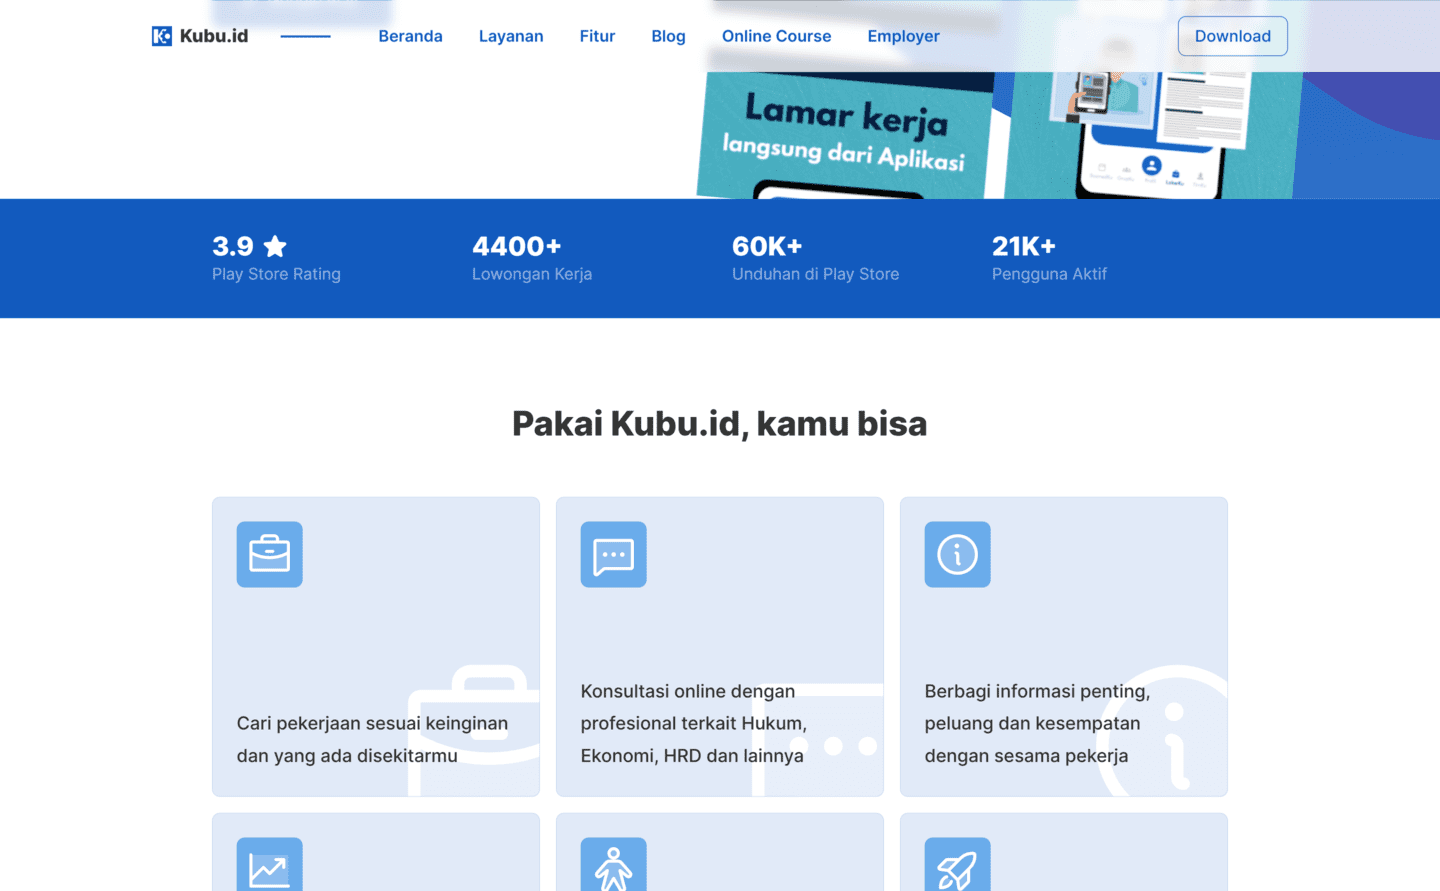 Kubu.id
Beranda
Layanan
Fitur
Blog
Online Course
Employer
Download
Lamar kerja
langsung dari Aplikasi
3.9
Play Store Rating
4400+
Lowongan Kerja
60K+
Unduhan di Play Store
21K+
Pengguna Aktif
Pakai Kubu.id, kamu bisa
Cari pekerjaan sesuai keinginan
dan yang ada disekitarmu
Konsultasi online dengan
profesional terkait Hukum,
Ekonomi, HRD dan lainnya
Berbagi informasi penting,
peluang dan kesempatan
dengan sesama pekerja